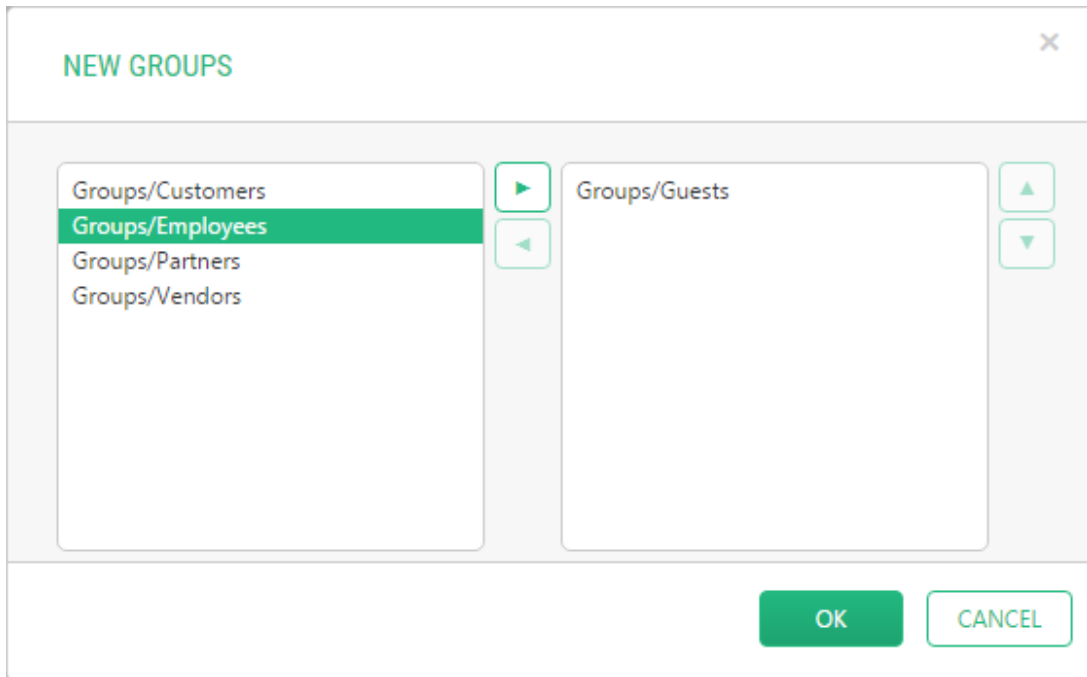 NEW GROUPS
Groups/Customers
Groups/Employees
Groups/Partners
Groups/Vendors
Groups/Guests
OK
CANCEL